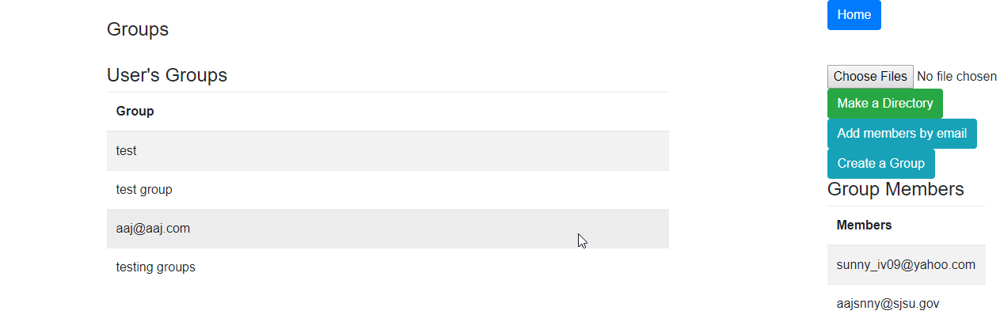 Groups
User's Groups
Group
test
test group
aaj@aaj.com
testing groups
Home
Choose Files No file chosen
Make a Directory
Add members by email
Create a Group
Group Members
Members
sunny_iv09@yahoo.com
aajsnny@sjsu.gov